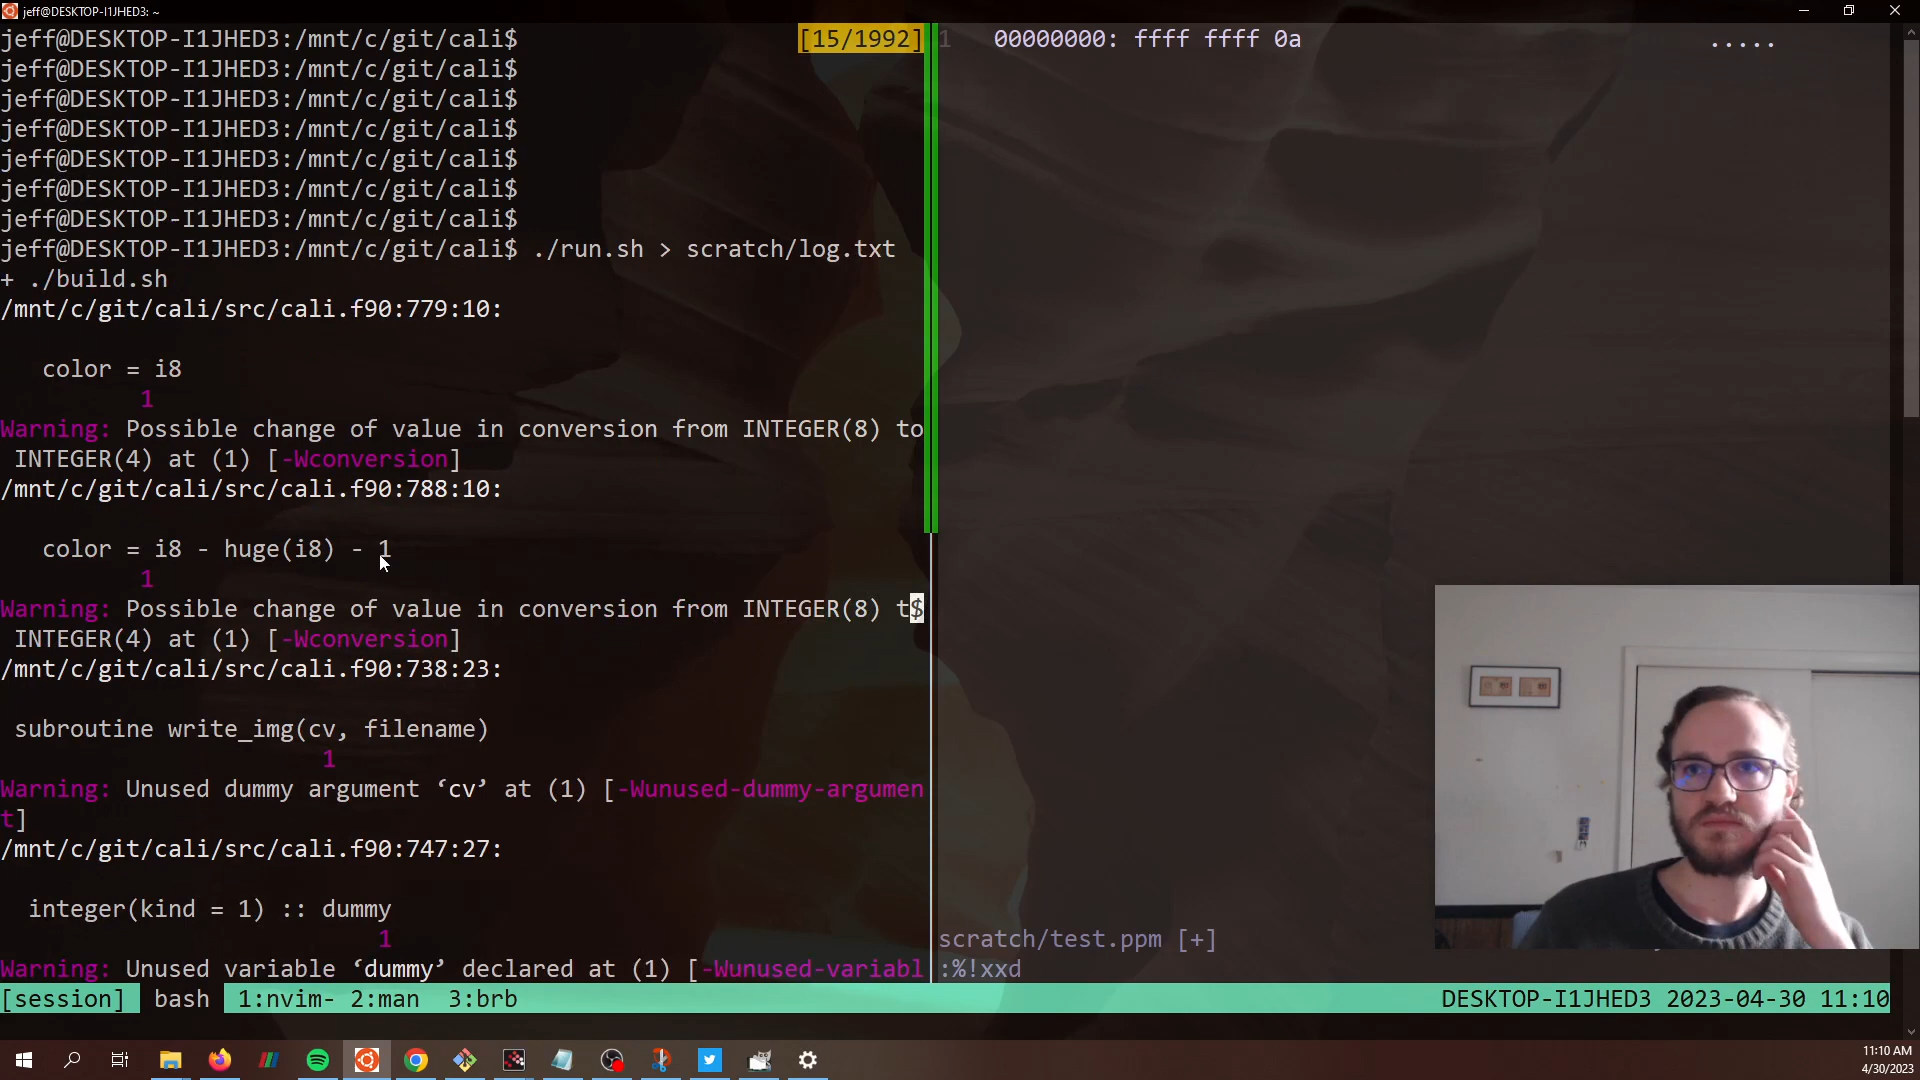 jeff@DESKTOP-I1JHED3: ~
jeff@DESKTOP-I1JHED3:/mnt/c/git/cali$ [15/1992]
jeff@DESKTOP-I1JHED3:/mnt/c/git/cali$
jeff@DESKTOP-I1JHED3:/mnt/c/git/cali$
jeff@DESKTOP-I1JHED3:/mnt/c/git/cali$
jeff@DESKTOP-I1JHED3:/mnt/c/git/cali$
jeff@DESKTOP-I1JHED3:/mnt/c/git/cali$
jeff@DESKTOP-I1JHED3:/mnt/c/git/cali$
jeff@DESKTOP-I1JHED3:/mnt/c/git/cali$ ./run.sh > scratch/log.txt
+ ./build.sh
/mnt/c/git/cali/src/cali.f90:779:10:
color = i8
1
Warning: Possible change of value in conversion from INTEGER(8) to
INTEGER(4) at (1) [-Wconversion]
/mnt/c/git/cali/src/cali.f90:788:10:
color = i8 - huge(i8) - 1
1
Warning: Possible change of value in conversion from INTEGER(8) t$
INTEGER(4) at (1) [-Wconversion]
/mnt/c/git/cali/src/cali.f90:738:23:
subroutine write_img(cv, filename)
1
Warning: Unused dummy argument ‘cv’ at (1) [-Wunused-dummy-argumen
t]
/mnt/c/git/cali/src/cali.f90:747:27:
integer(kind = 1) :: dummy
1
Warning: Unused variable ‘dummy’ declared at (1) [-Wunused-variabl
1 00000000: ffff ffff 0a .....
scratch/test.ppm [+]
:%!xxd
[session] bash 1:nvim- 2:man 3:brb DESKTOP-I1JHED3 2023-04-30 11:10
11:10 AM
4/30/2023